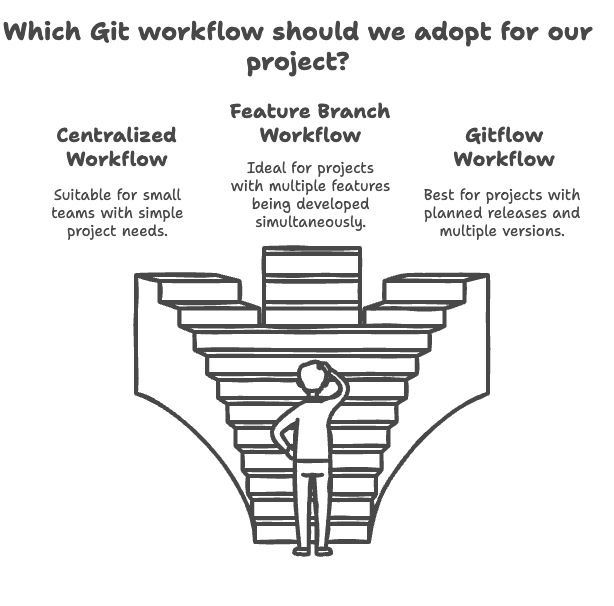 Which Git workflow should we adopt for our
project?
Centralized
Workflow
Suitable for small
teams with simple
project needs.
Feature Branch
Workflow
Ideal for projects
with multiple features
being developed
simultaneously.
Gitflow
Workflow
Best for projects with
planned releases and
multiple versions.